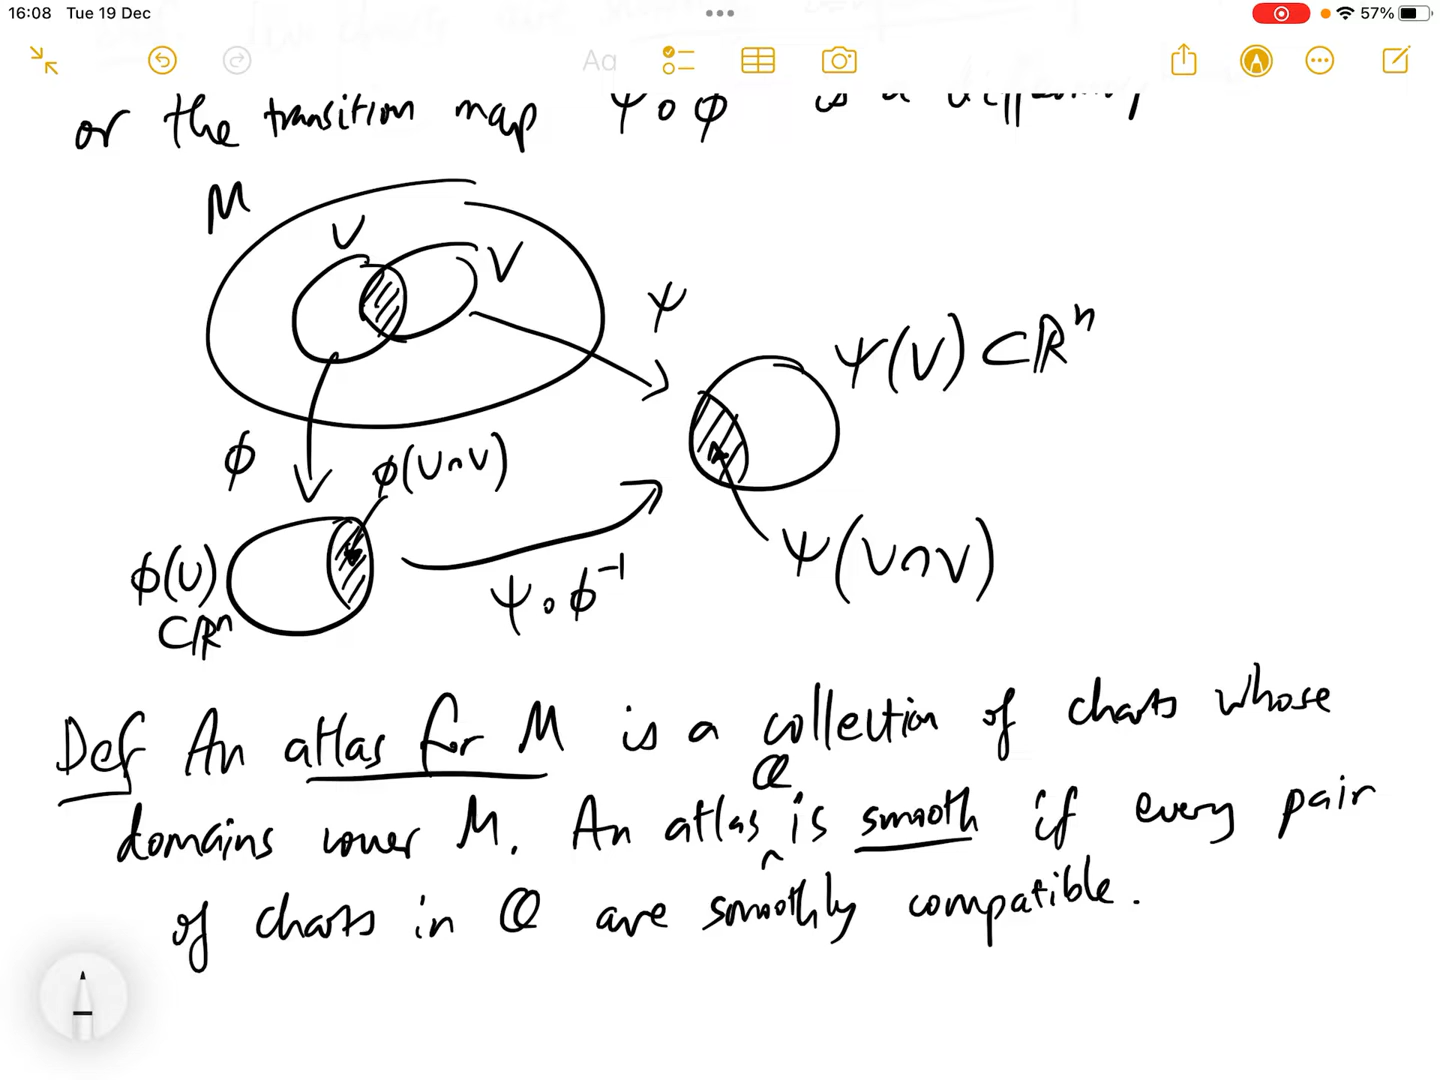 16:08 Tue 19 Dec
57%
Aa
or the transition map ψ∘ϕ is a
M
U
V
ψ
ψ(V) ⊂ ℝⁿ
ϕ
ϕ(U∩V)
ϕ(U)
⊂ℝⁿ
ψ∘ϕ⁻¹
ψ(U∩V)
Def An atlas for M is a collection of charts whose
domains cover M. An atlas 𝒜 is smooth if every pair
of charts in 𝒜 are smoothly compatible.